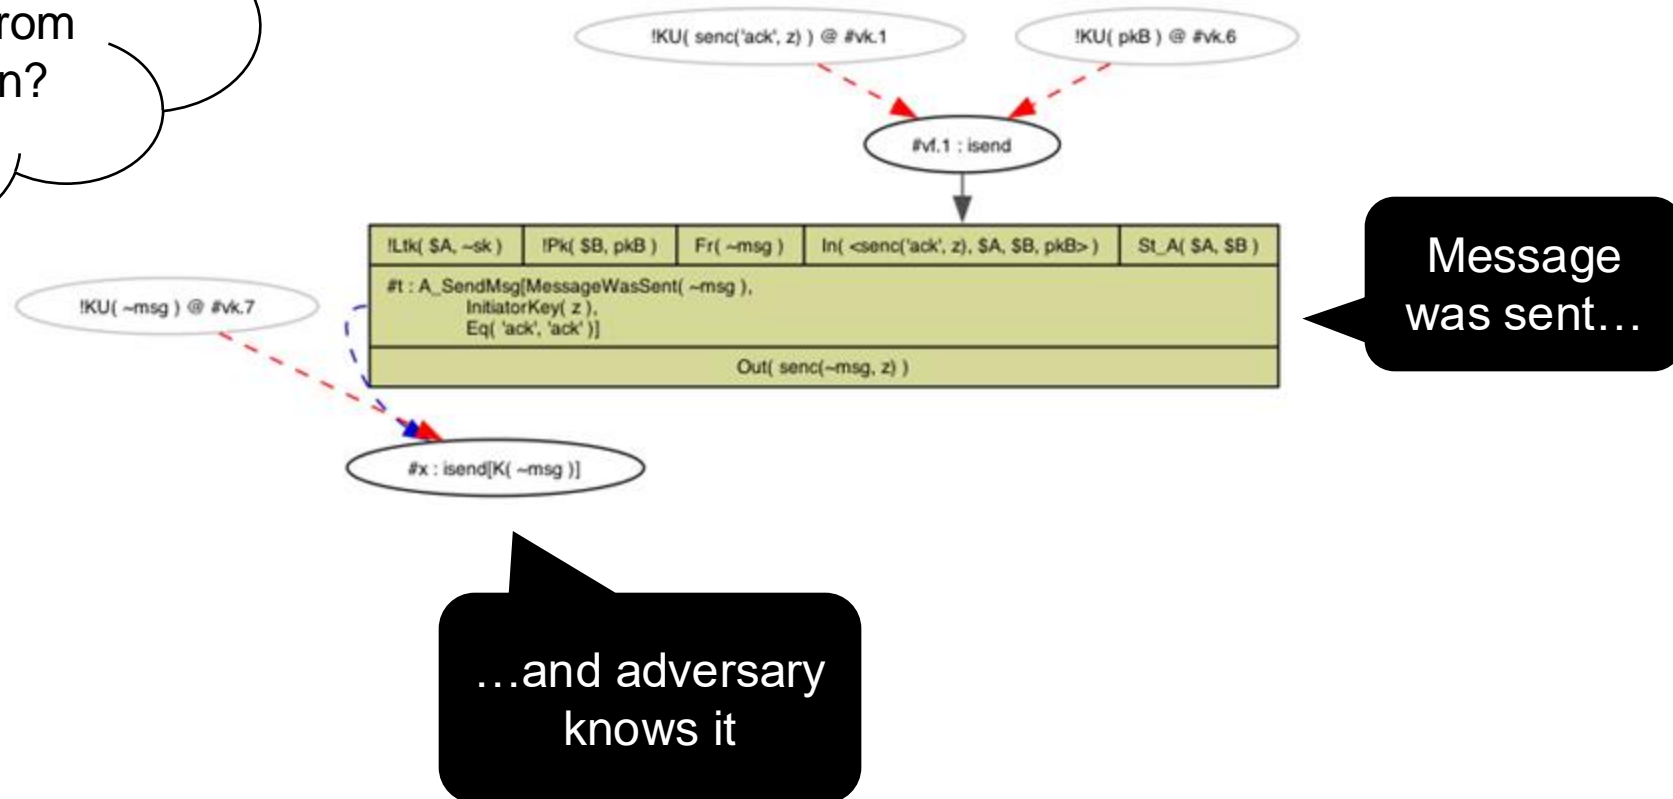 rom
n?
!KU( senc('ack', z) ) @ #vk.1
!KU( pkB ) @ #vk.6
#vf.1 : isend
!Ltk( $A, ~sk )
!Pk( $B, pkB )
Fr( ~msg )
In( <senc('ack', z), $A, $B, pkB> )
St_A( $A, $B )
#t : A_SendMsg[MessageWasSent( ~msg ),
InitiatorKey( z ),
Eq( 'ack', 'ack' )]
Out( senc(~msg, z) )
!KU( ~msg ) @ #vk.7
#x : isend[K( ~msg )]
Message
was sent…
…and adversary
knows it